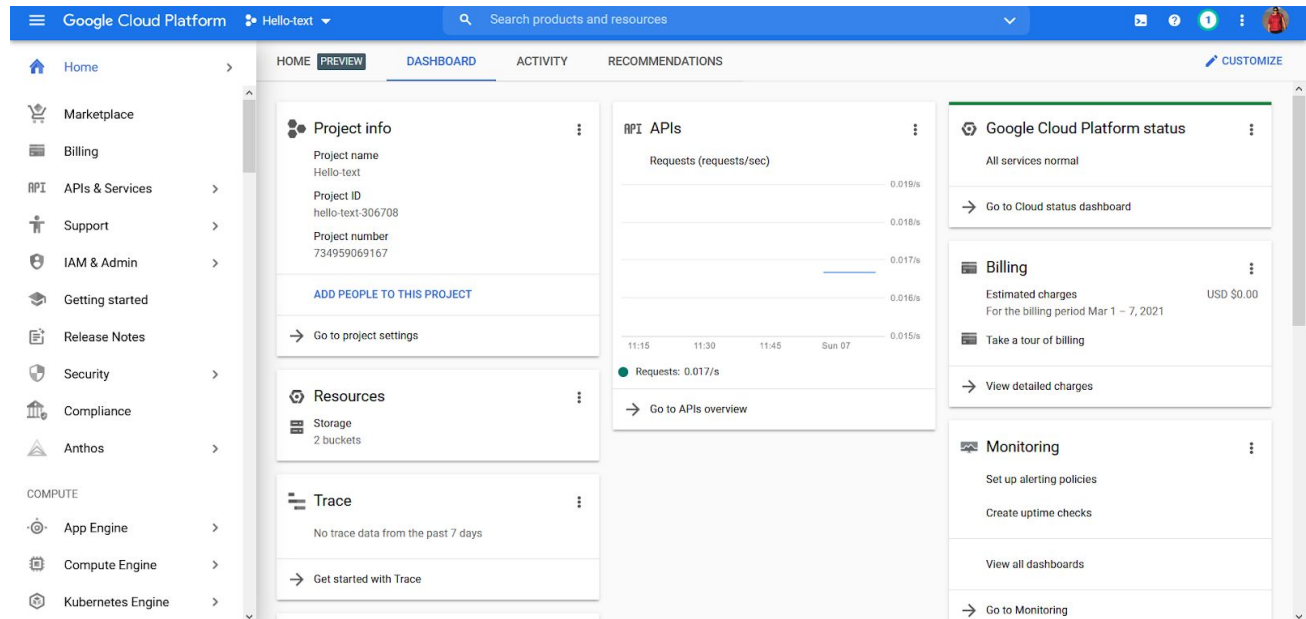 Google Cloud Platform
Hello-text
Search products and resources
1
Home
Marketplace
Billing
API APIs & Services
Support
IAM & Admin
Getting started
Release Notes
Security
Compliance
Anthos
COMPUTE
App Engine
Compute Engine
Kubernetes Engine
HOME PREVIEW
DASHBOARD
ACTIVITY
RECOMMENDATIONS
CUSTOMIZE
Project info
Project name
Hello-text
Project ID
hello-text-306708
Project number
734959069167
ADD PEOPLE TO THIS PROJECT
Go to project settings
Resources
Storage
2 buckets
Trace
No trace data from the past 7 days
Get started with Trace
API APIs
Requests (requests/sec)
0.019/s
0.018/s
0.017/s
0.016/s
0.015/s
11:15 11:30 11:45 Sun 07
Requests: 0.017/s
Go to APIs overview
Google Cloud Platform status
All services normal
Go to Cloud status dashboard
Billing
Estimated charges USD $0.00
For the billing period Mar 1 – 7, 2021
Take a tour of billing
View detailed charges
Monitoring
Set up alerting policies
Create uptime checks
View all dashboards
Go to Monitoring